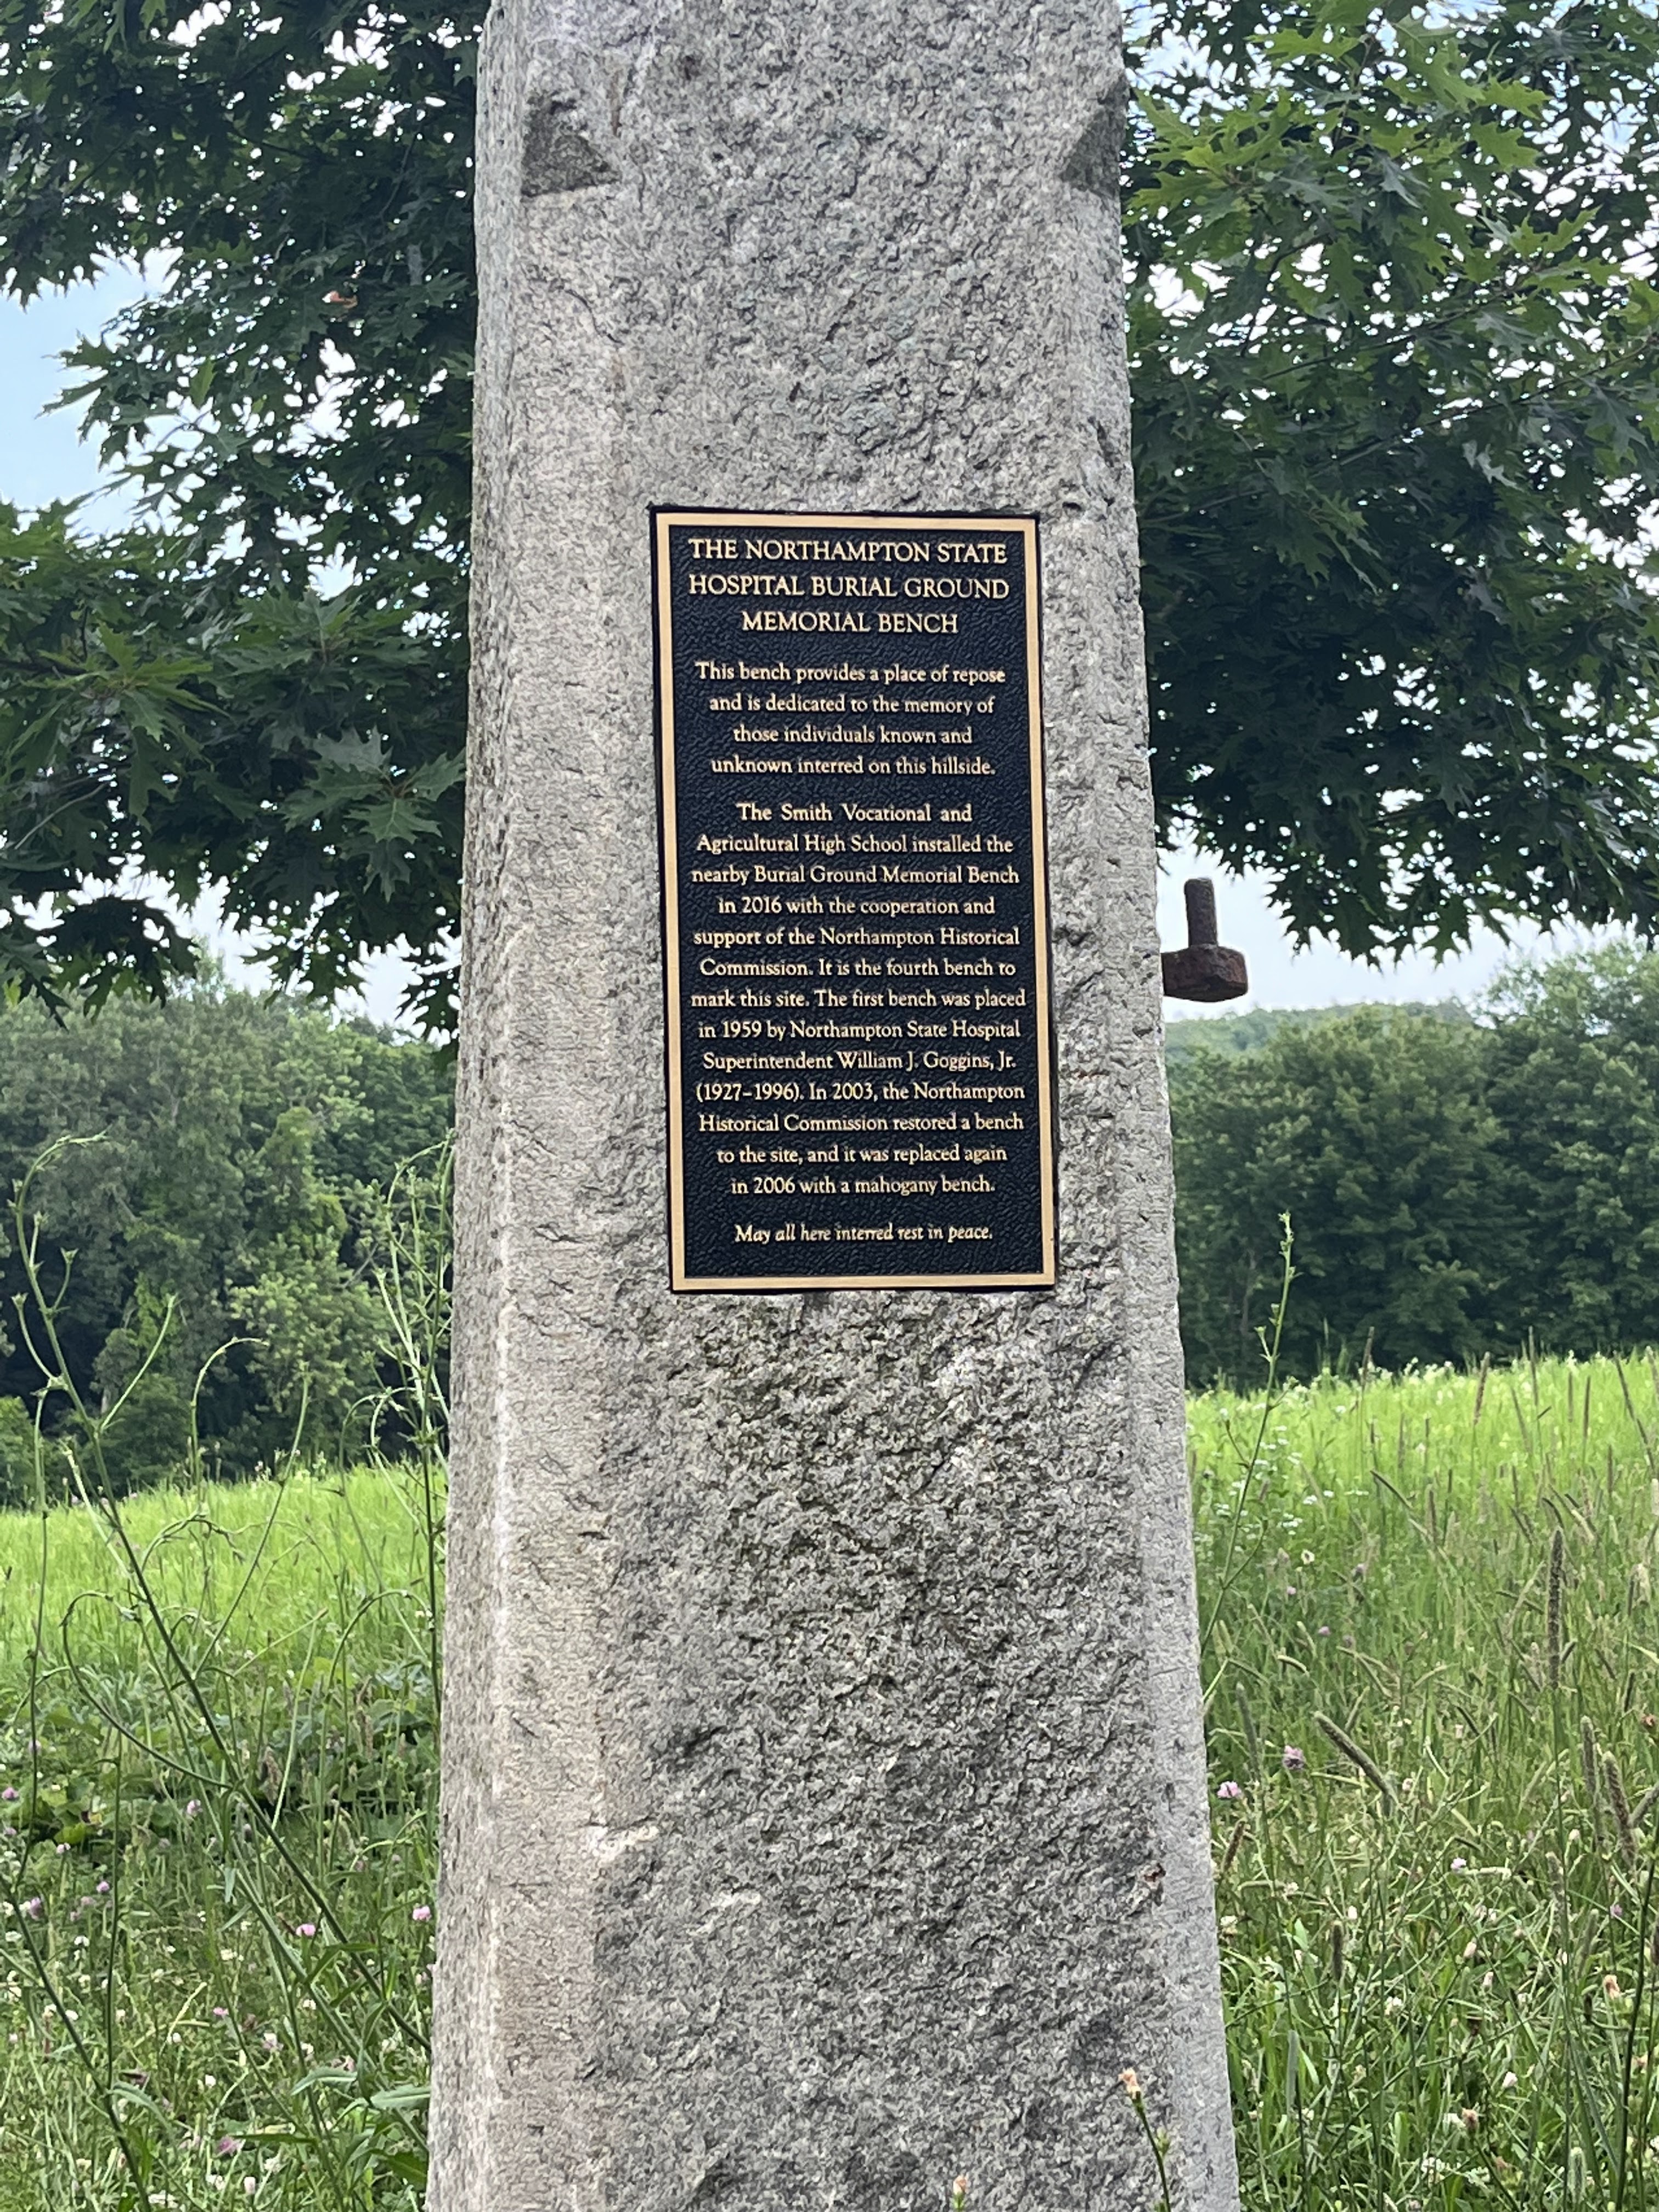 THE NORTHAMPTON STATE
HOSPITAL BURIAL GROUND
MEMORIAL BENCH
This bench provides a place of repose
and is dedicated to the memory of
those individuals known and
unknown interred on this hillside.
The Smith Vocational and
Agricultural High School installed the
nearby Burial Ground Memorial Bench
in 2016 with the cooperation and
support of the Northampton Historical
Commission. It is the fourth bench to
mark this site. The first bench was placed
in 1959 by Northampton State Hospital
Superintendent William J. Goggins, Jr.
(1927–1996). In 2003, the Northampton
Historical Commission restored a bench
to the site, and it was replaced again
in 2006 with a mahogany bench.
May all here interred rest in peace.